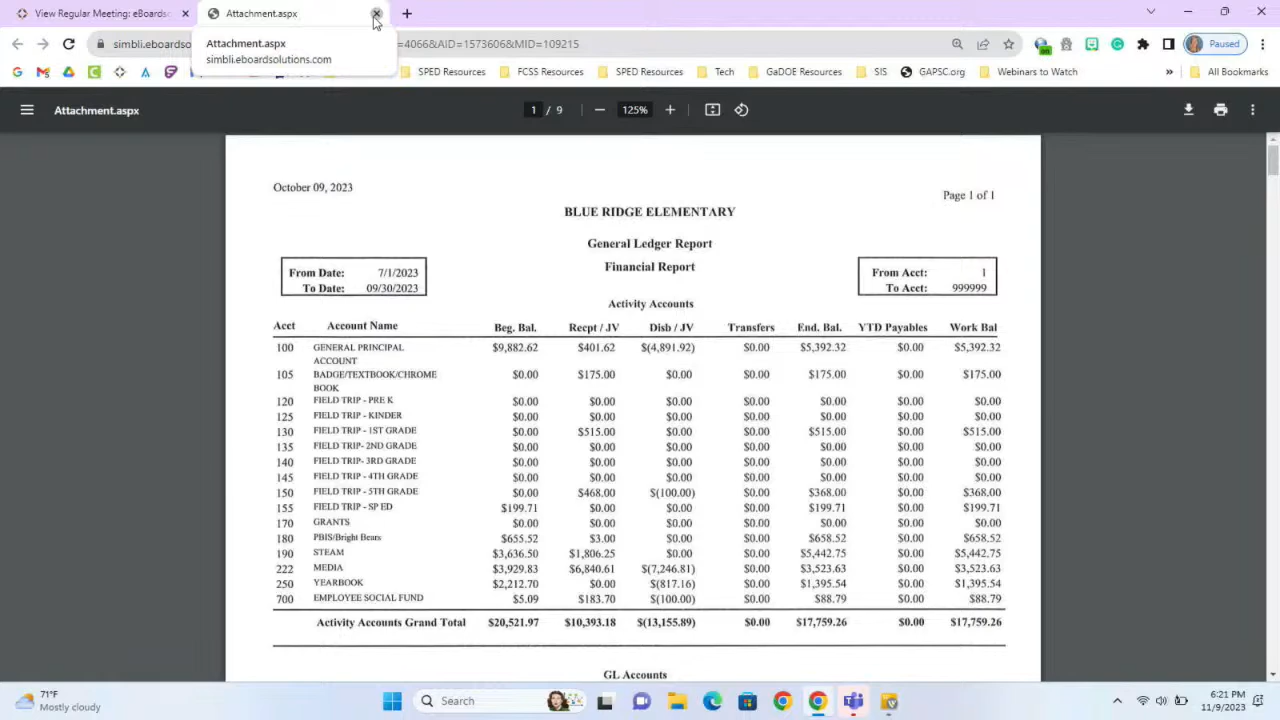 View Regular Meeting: eBoards
Attachment.aspx
simbli.eboardso
=4066&AID=1573606&MID=109215
Paused
Attachment.aspx
simbli.eboardsolutions.com
SPED Resources
FCSS Resources
SPED Resources
Tech
GaDOE Resources
SIS
GAPSC.org
Webinars to Watch
»
All Bookmarks
Attachment.aspx
1 / 9
125%
October 09, 2023
Page 1 of 1
BLUE RIDGE ELEMENTARY
General Ledger Report
Financial Report
From Date: 7/1/2023
To Date: 09/30/2023
From Acct: 1
To Acct: 999999
Activity Accounts
Acct Account Name Beg. Bal. Recpt / JV Disb / JV Transfers End. Bal. YTD Payables Work Bal
100 GENERAL PRINCIPAL $9,882.62 $401.62 $(4,891.92) $0.00 $5,392.32 $0.00 $5,392.32
ACCOUNT
105 BADGE/TEXTBOOK/CHROME $0.00 $175.00 $0.00 $0.00 $175.00 $0.00 $175.00
BOOK
120 FIELD TRIP - PRE K $0.00 $0.00 $0.00 $0.00 $0.00 $0.00 $0.00
125 FIELD TRIP - KINDER $0.00 $0.00 $0.00 $0.00 $0.00 $0.00 $0.00
130 FIELD TRIP - 1ST GRADE $0.00 $515.00 $0.00 $0.00 $515.00 $0.00 $515.00
135 FIELD TRIP- 2ND GRADE $0.00 $0.00 $0.00 $0.00 $0.00 $0.00 $0.00
140 FIELD TRIP- 3RD GRADE $0.00 $0.00 $0.00 $0.00 $0.00 $0.00 $0.00
145 FIELD TRIP - 4TH GRADE $0.00 $0.00 $0.00 $0.00 $0.00 $0.00 $0.00
150 FIELD TRIP - 5TH GRADE $0.00 $468.00 $(100.00) $0.00 $368.00 $0.00 $368.00
155 FIELD TRIP - SP ED $199.71 $0.00 $0.00 $0.00 $199.71 $0.00 $199.71
170 GRANTS $0.00 $0.00 $0.00 $0.00 $0.00 $0.00 $0.00
180 PBIS/Bright Bears $655.52 $3.00 $0.00 $0.00 $658.52 $0.00 $658.52
190 STEAM $3,636.50 $1,806.25 $0.00 $0.00 $5,442.75 $0.00 $5,442.75
222 MEDIA $3,929.83 $6,840.61 $(7,246.81) $0.00 $3,523.63 $0.00 $3,523.63
250 YEARBOOK $2,212.70 $0.00 $(817.16) $0.00 $1,395.54 $0.00 $1,395.54
700 EMPLOYEE SOCIAL FUND $5.09 $183.70 $(100.00) $0.00 $88.79 $0.00 $88.79
Activity Accounts Grand Total $20,521.97 $10,393.18 $(13,155.89) $0.00 $17,759.26 $0.00 $17,759.26
GL Accounts
71°F
Mostly cloudy
Search
6:21 PM
11/9/2023